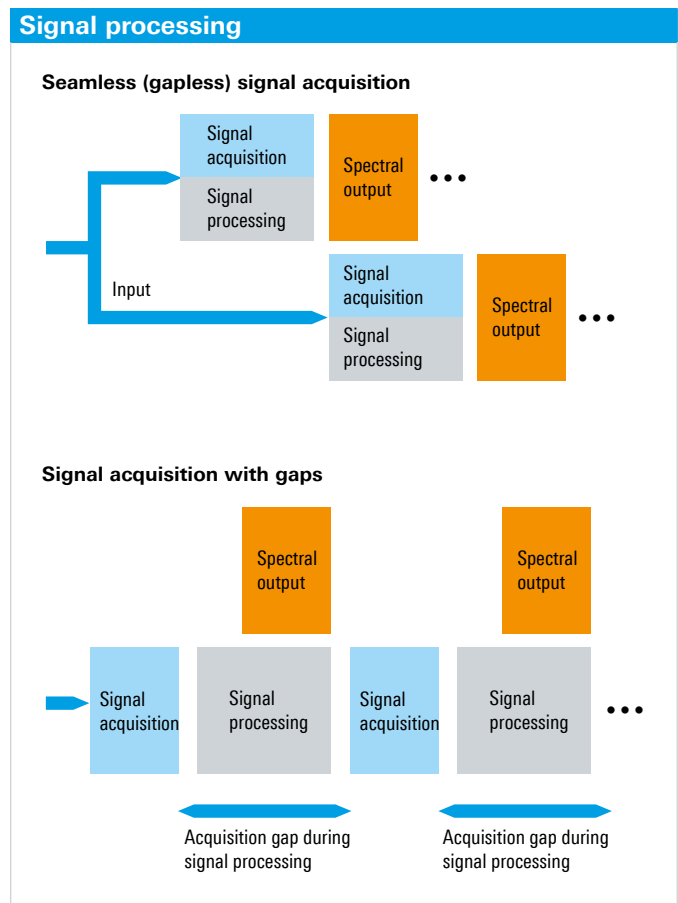 Signal processing
Seamless (gapless) signal acquisition
Signal
acquisition
Signal
processing
Spectral
output
Input
Signal
acquisition
Signal
processing
Spectral
output
Signal acquisition with gaps
Spectral
output
Spectral
output
Signal
acquisition
Signal
processing
Signal
acquisition
Signal
processing
Acquisition gap during
signal processing
Acquisition gap during
signal processing